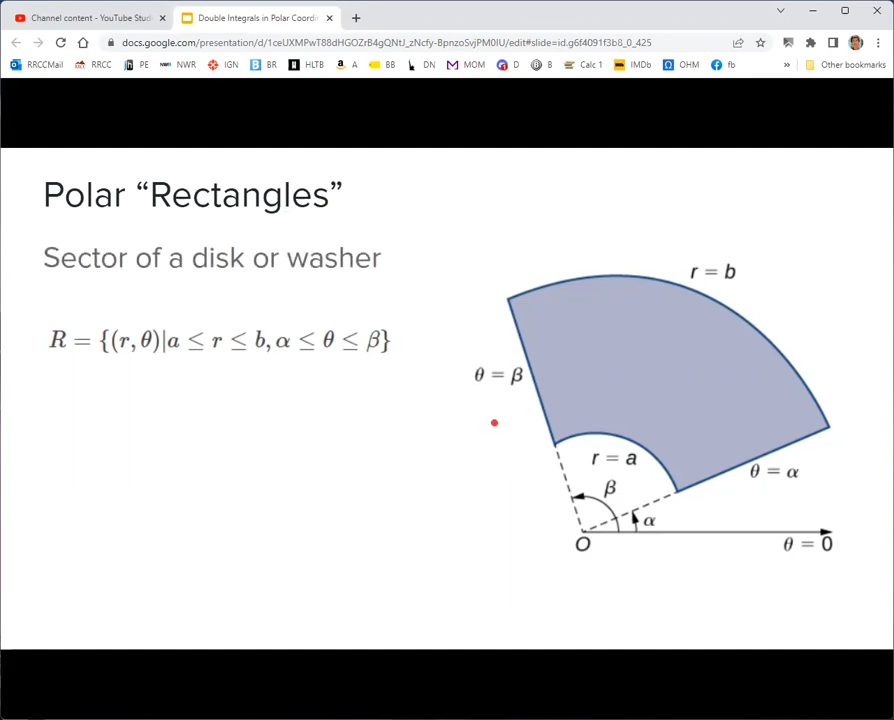 Channel content - YouTube Stud
Double Integrals in Polar Coordi
docs.google.com/presentation/d/1ceUXMPwT88dHGOZrB4gQNtJ_zNcfy-BpnzoSvjPM0IU/edit#slide=id.g6f4091f3b8_0_425
RRCCMail RRCC PE NWR IGN BR HLTB A BB DN MOM D B Calc 1 IMDb OHM fb » Other bookmarks
Polar “Rectangles”
Sector of a disk or washer
R = {(r, θ)|a ≤ r ≤ b, α ≤ θ ≤ β}
r = b
θ = β
r = a
θ = α
β
α
O
θ = 0